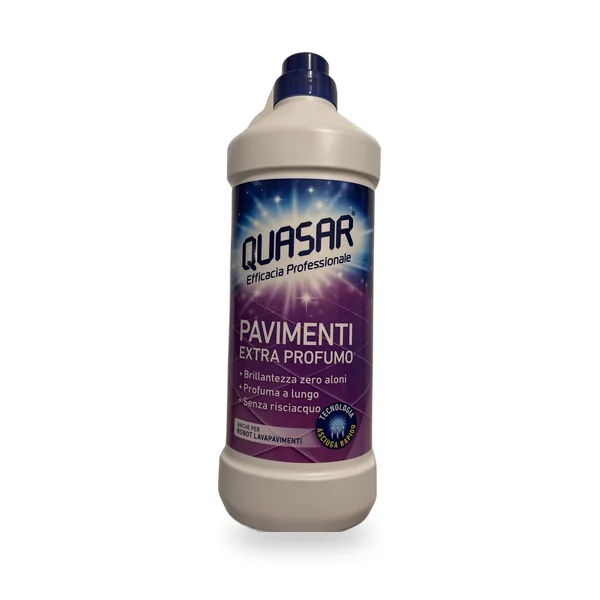 QUASAR®
Efficacia Professionale
PAVIMENTI
EXTRA PROFUMO
+ Brillantezza zero aloni
+ Profuma a lungo
+ Senza risciacquo
ANCHE PER
ROBOT LAVAPAVIMENTI
TECNOLOGIA
ASCIUGA RAPIDO